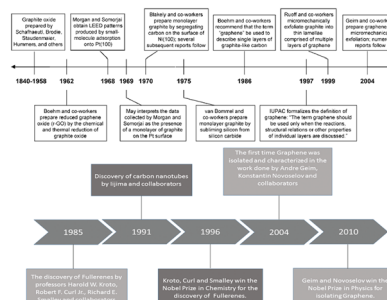 Graphite oxide
prepared by
Schafhaeutl, Brodie,
Staudenmaier,
Hummers, and others
Morgan and Somorjai
obtain LEED patterns
produced by small-
molecule adsorption
onto Pt(100)
Blakely and co-workers
prepare monolayer
graphite by segregating
carbon on the surface of
Ni(100); several
subsequent reports follow
Boehm and co-workers
recommend that the term
'graphene' be used to
describe single layers of
graphite-like carbon
Ruoff and co-workers
micromechanically
exfoliate graphite into
thin lamellae
comprised of multiple
layers of graphene
Geim and co-
prepare graphene
micromechani
exfoliation; numer
reports follow
1840-1958
1962
1968
1969
1970
1975
1986
1997
1999
Boehm and co-workers
prepare reduced graphene
oxide (r-GO) by the chemical
and thermal reduction of
graphite oxide
May interprets the data
collected by Morgan and
Somorjai as the presence
of a monolayer of graphite
on the Pt surface
van Bommel and
co-workers prepare
monolayer graphite by
subliming silicon from
silicon carbide
IUPAC formalizes the definition of
graphene: "The term graphene should
be used only when the reactions,
structural relations or other properties
of individual layers are discussed."
Discovery of carbon nanotubes
by Iijima and collaborators
The first time Graphene was
isolated and characterized in the
work done by Andre Geim,
Konstantin Novoselov and
collaborators
1985
1991
1996
2004
2010
The discovery of Fullerenes by
professors Harold W. Kroto,
Robert F. Curl Jr., Richard E.
Smalley and collaborators
Kroto, Curl and Smalley win the
Nobel Prize in Chemistry for the
discovery of Fullerenes.
Geim and Novoselov win the
Nobel Prize in Physics for
isolating Graphene.